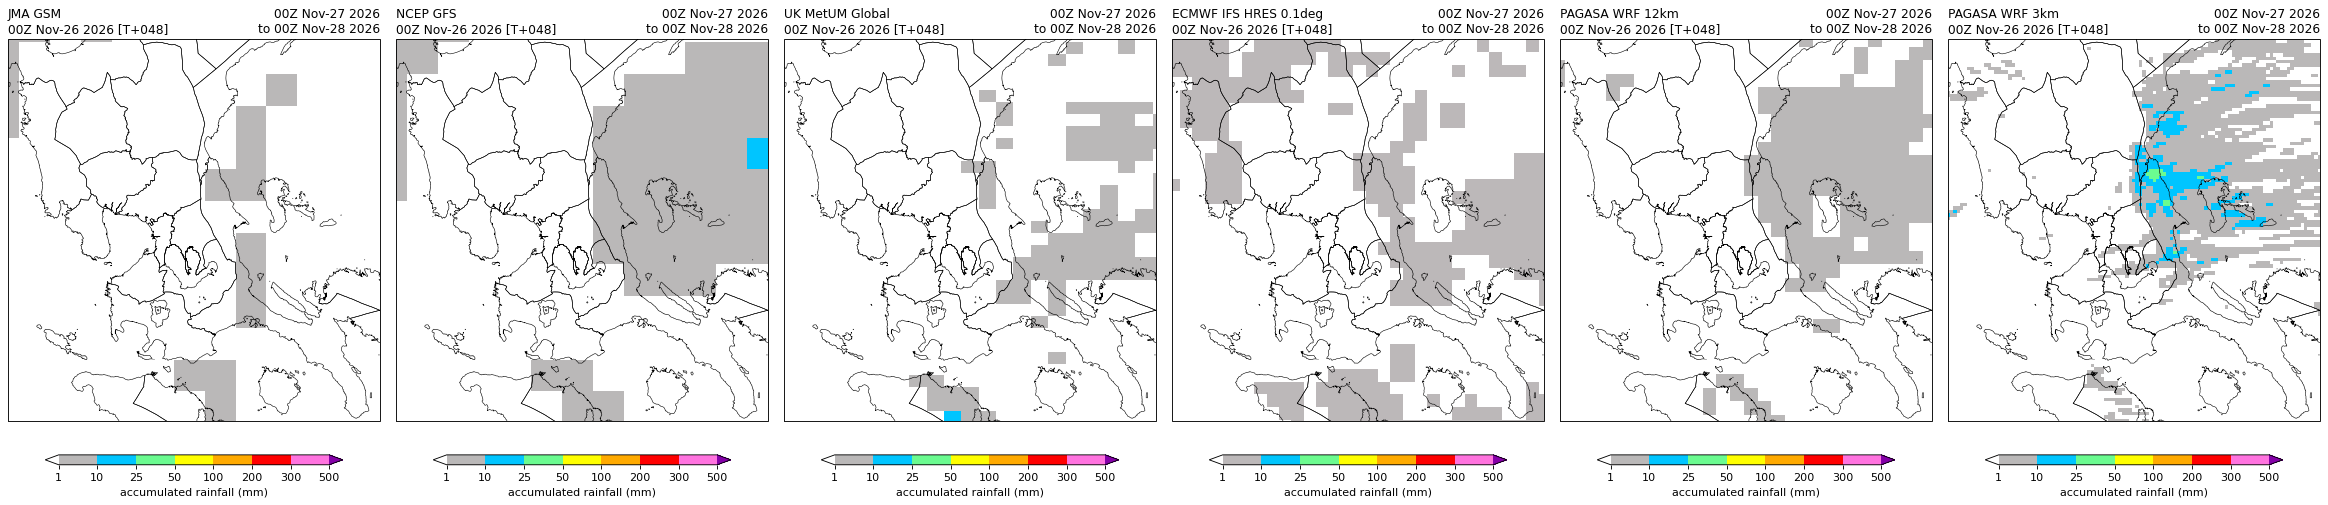 JMA GSM
00Z Nov-26 2026 [T+048]
00Z Nov-27 2026
to 00Z Nov-28 2026
1 10 25 50 100 200 300 500
accumulated rainfall (mm)
NCEP GFS
00Z Nov-26 2026 [T+048]
00Z Nov-27 2026
to 00Z Nov-28 2026
1 10 25 50 100 200 300 500
accumulated rainfall (mm)
UK MetUM Global
00Z Nov-26 2026 [T+048]
00Z Nov-27 2026
to 00Z Nov-28 2026
1 10 25 50 100 200 300 500
accumulated rainfall (mm)
ECMWF IFS HRES 0.1deg
00Z Nov-26 2026 [T+048]
00Z Nov-27 2026
to 00Z Nov-28 2026
1 10 25 50 100 200 300 500
accumulated rainfall (mm)
PAGASA WRF 12km
00Z Nov-26 2026 [T+048]
00Z Nov-27 2026
to 00Z Nov-28 2026
1 10 25 50 100 200 300 500
accumulated rainfall (mm)
PAGASA WRF 3km
00Z Nov-26 2026 [T+048]
00Z Nov-27 2026
to 00Z Nov-28 2026
1 10 25 50 100 200 300 500
accumulated rainfall (mm)